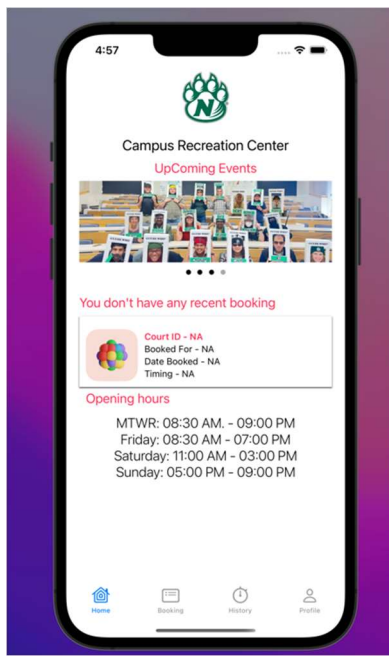 4:57
N
Campus Recreation Center
UpComing Events
You don't have any recent booking
Court ID - NA
Booked For - NA
Date Booked - NA
Timing - NA
Opening hours
MTWR: 08:30 AM. - 09:00 PM
Friday: 08:30 AM - 07:00 PM
Saturday: 11:00 AM - 03:00 PM
Sunday: 05:00 PM - 09:00 PM
Home
Booking
History
Profile